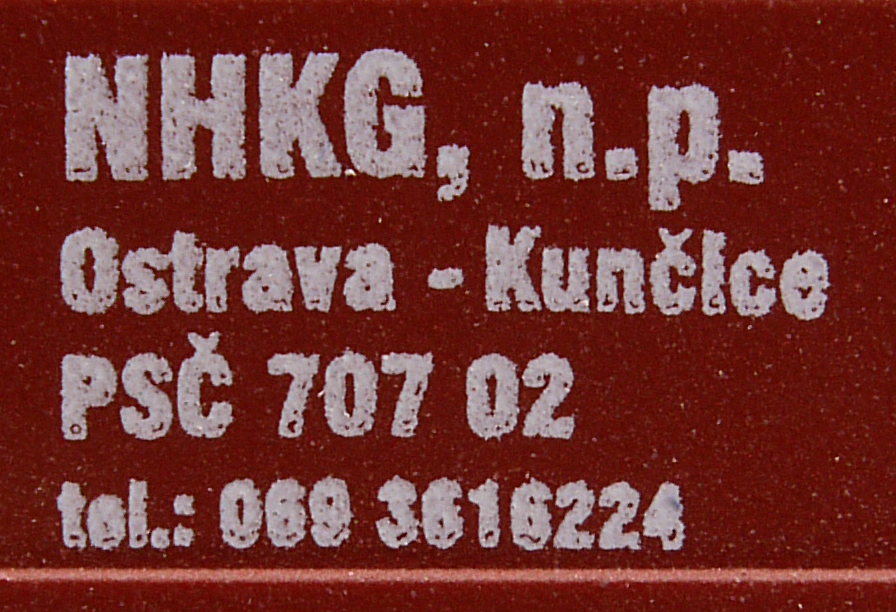 NHKG, n.p.
Ostrava - Kunčice
PSČ 707 02
tel.: 069 3616224